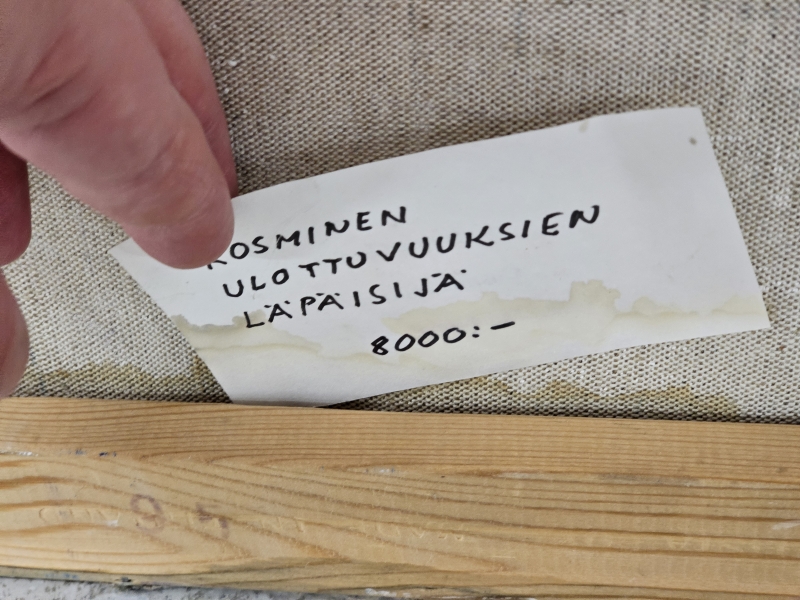 KOSMINEN
ULOTTUVUUKSIEN
LÄPÄISIJÄ
8000:-